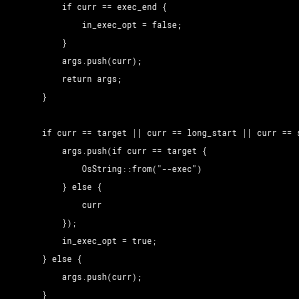 if curr == exec_end {
in_exec_opt = false;
}
args.push(curr);
return args;
}
if curr == target || curr == long_start || curr ==
args.push(if curr == target {
OsString::from("--exec")
} else {
curr
});
in_exec_opt = true;
} else {
args.push(curr);
}